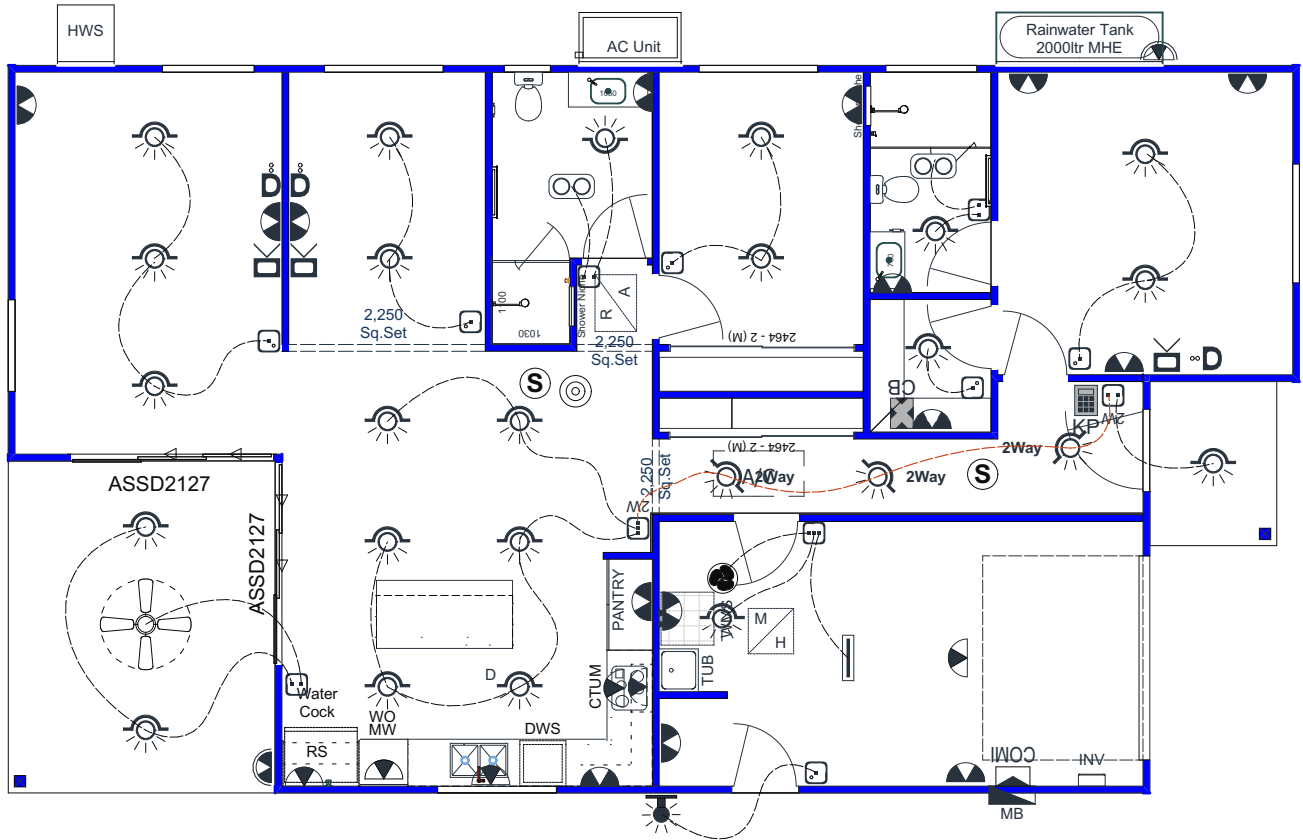 HWS
AC Unit
Rainwater Tank
2000ltr MHE
D
D
2,250
Sq.Set
1100
1030
Shower Niche
R
A
2,250
Sq.Set
2464 - 2 (M)
CB
D
S
KP
2W
2Way
2464 - 2 (M)
2,250
Sq.Set
A/C
2Way
2Way
S
2W
ASSD2127
ASSD2127
PANTRY
M
H
TUB
CTUM
D
Water
Cock
WO
MW
RS
DWS
COMI
INV
MB